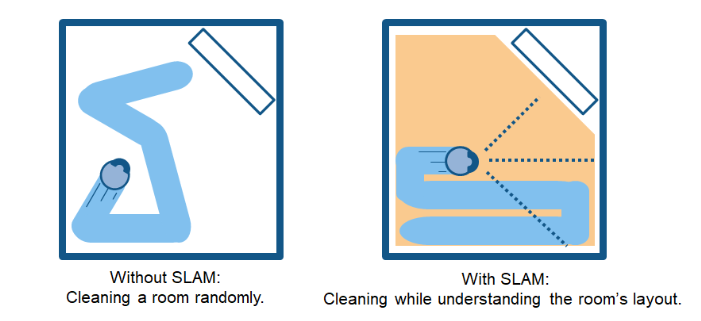 Without SLAM:
Cleaning a room randomly.
With SLAM:
Cleaning while understanding the room's layout.